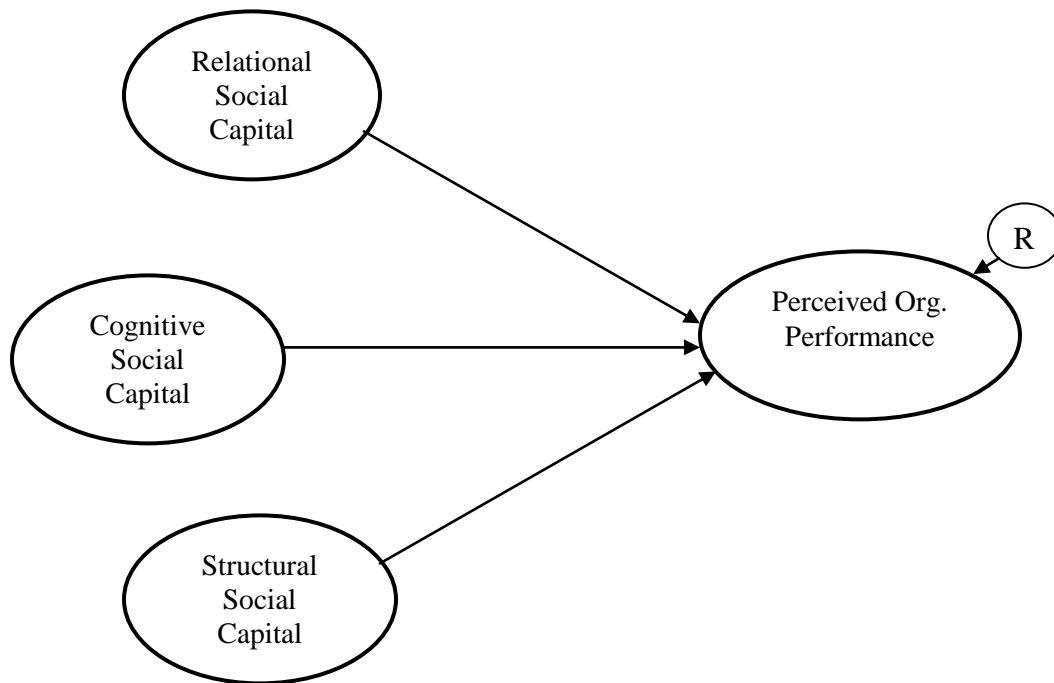 Relational
Social
Capital
R
Perceived Org.
Performance
Cognitive
Social
Capital
Structural
Social
Capital